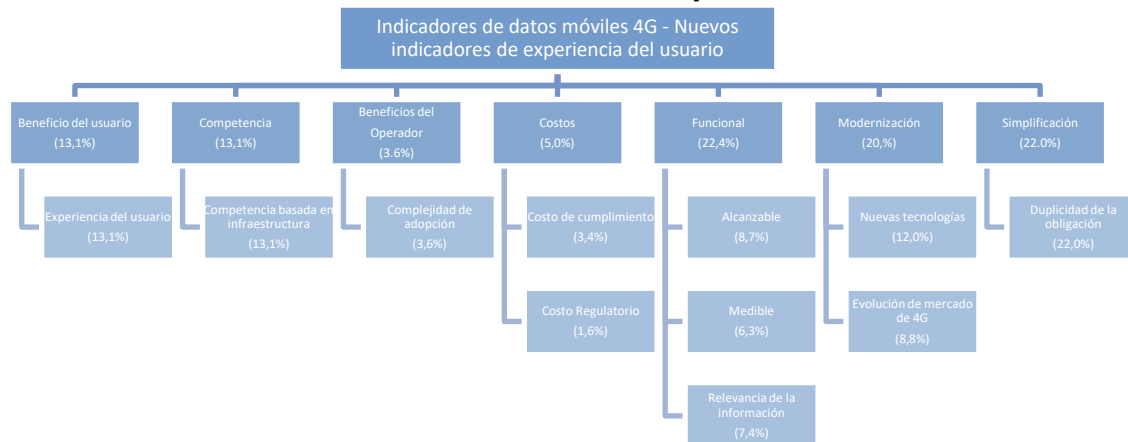 Indicadores de datos móviles 4G - Nuevos
indicadores de experiencia del usuario
Beneficio del usuario
(13,1%)
Experiencia del usuario
(13,1%)
Competencia
(13,1%)
Competencia basada en
infraestructura
(13,1%)
Beneficios del
Operador
(3.6%)
Complejidad de
adopción
(3,6%)
Costos
(5,0%)
Costo de cumplimiento
(3,4%)
Costo Regulatorio
(1,6%)
Funcional
(22,4%)
Alcanzable
(8,7%)
Medible
(6,3%)
Relevancia de la
información
(7,4%)
Modernización
(20,%)
Nuevas tecnologías
(12,0%)
Evolución de mercado
de 4G
(8,8%)
Simplificación
(22.0%)
Duplicidad de la
obligación
(22,0%)